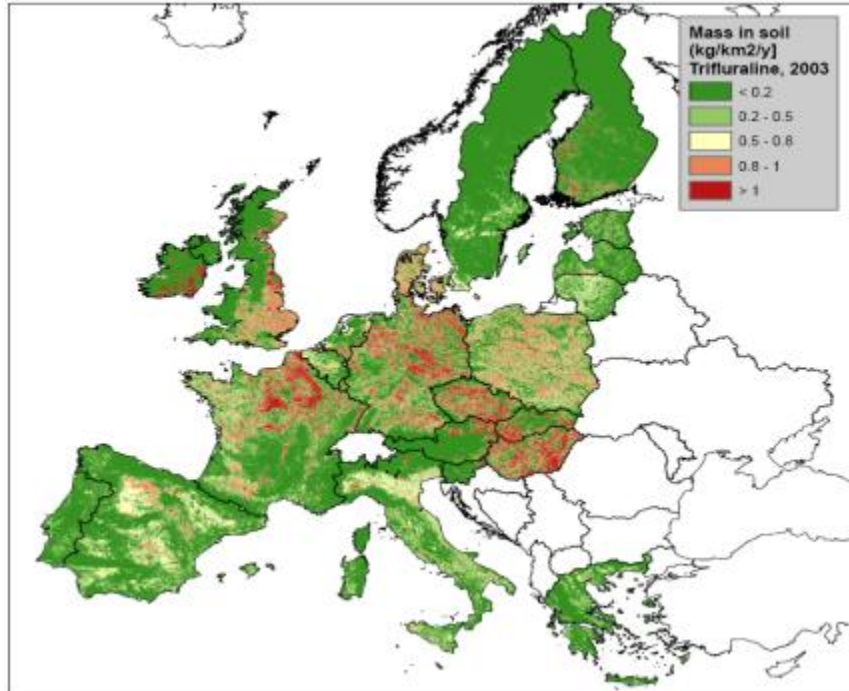 Mass in soil
(kg/km2/y]
Trifluraline, 2003
< 0.2
0.2 - 0.5
0.5 - 0.8
0.8 - 1
> 1